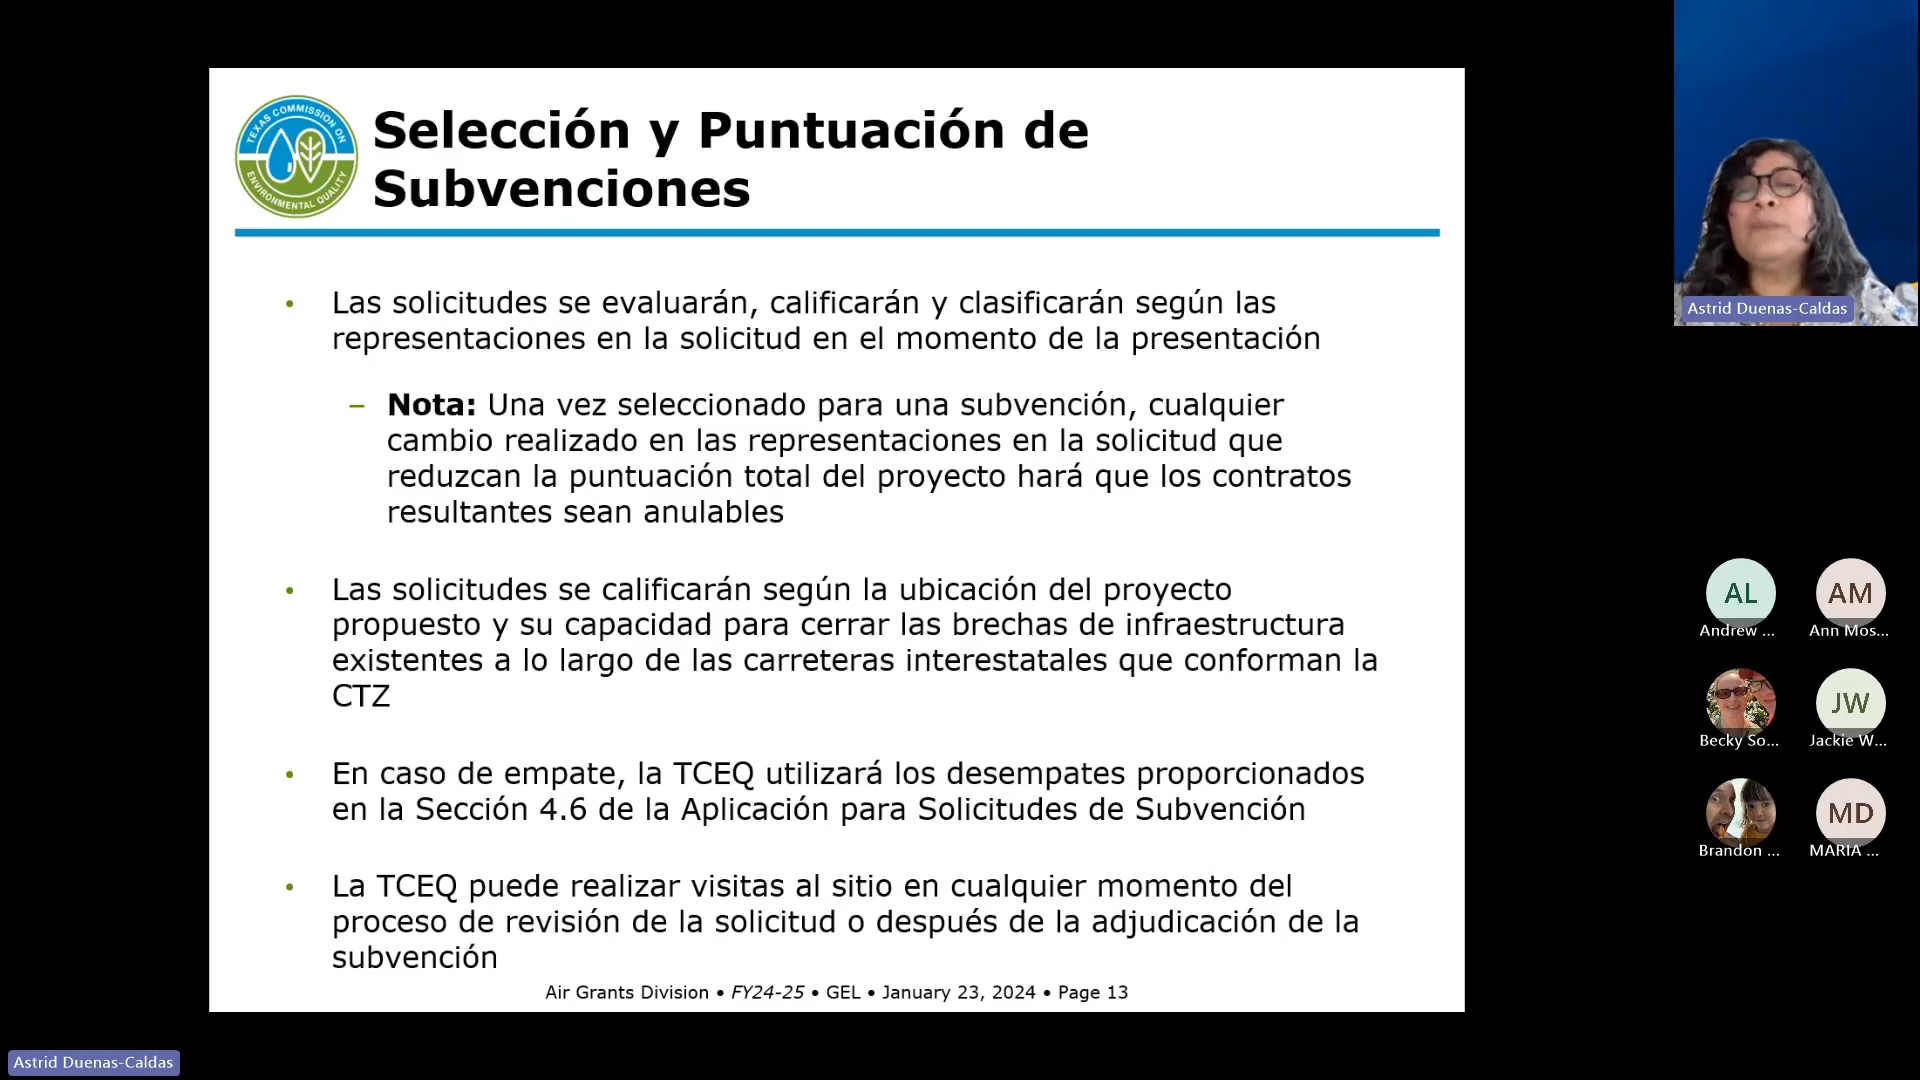 TEXAS COMMISSION ON
ENVIRONMENTAL QUALITY
Selección y Puntuación de
Subvenciones
• Las solicitudes se evaluarán, calificarán y clasificarán según las
representaciones en la solicitud en el momento de la presentación
– Nota: Una vez seleccionado para una subvención, cualquier
cambio realizado en las representaciones en la solicitud que
reduzcan la puntuación total del proyecto hará que los contratos
resultantes sean anulables
• Las solicitudes se calificarán según la ubicación del proyecto
propuesto y su capacidad para cerrar las brechas de infraestructura
existentes a lo largo de las carreteras interestatales que conforman la
CTZ
• En caso de empate, la TCEQ utilizará los desempates proporcionados
en la Sección 4.6 de la Aplicación para Solicitudes de Subvención
• La TCEQ puede realizar visitas al sitio en cualquier momento del
proceso de revisión de la solicitud o después de la adjudicación de la
subvención
Air Grants Division • FY24-25 • GEL • January 23, 2024 • Page 13
Astrid Duenas-Caldas
AL
AM
Andrew ...
Ann Mos...
JW
Becky So...
Jackie W...
MD
Brandon ...
MARIA ...
Astrid Duenas-Caldas